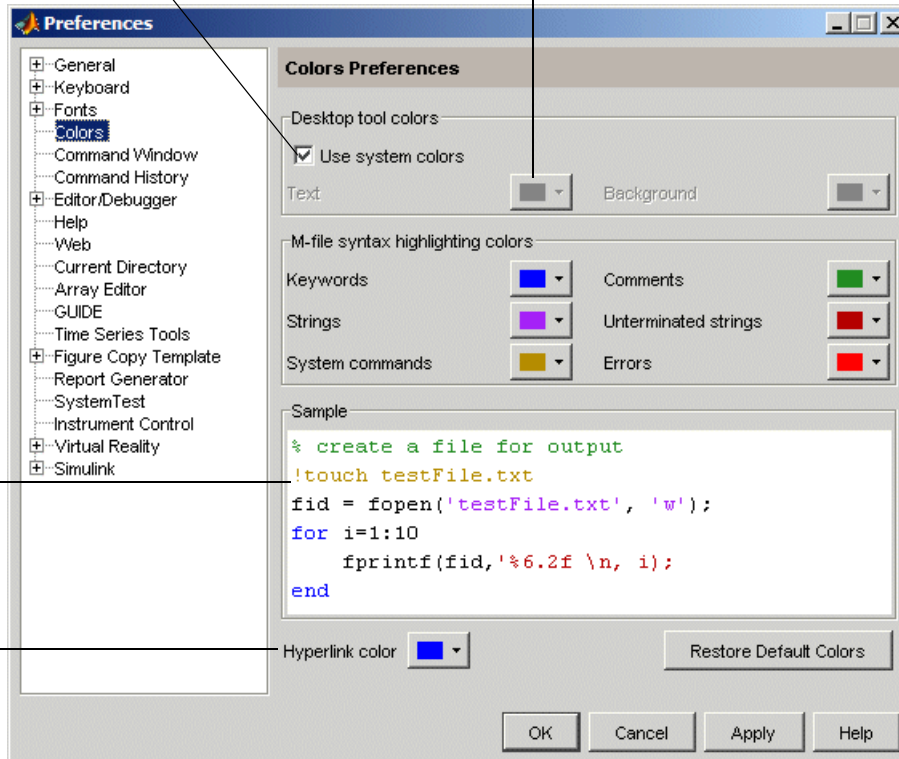 Preferences
General
Keyboard
Fonts
Colors
Command Window
Command History
Editor/Debugger
Help
Web
Current Directory
Array Editor
GUIDE
Time Series Tools
Figure Copy Template
Report Generator
SystemTest
Instrument Control
Virtual Reality
Simulink
Colors Preferences
Desktop tool colors
Use system colors
Text Background
M-file syntax highlighting colors
Keywords Comments
Strings Unterminated strings
System commands Errors
Sample
% create a file for output
!touch testFile.txt
fid = fopen('testFile.txt', 'w');
for i=1:10
fprintf(fid,'%6.2f \n, i);
end
Hyperlink color Restore Default Colors
OK Cancel Apply Help